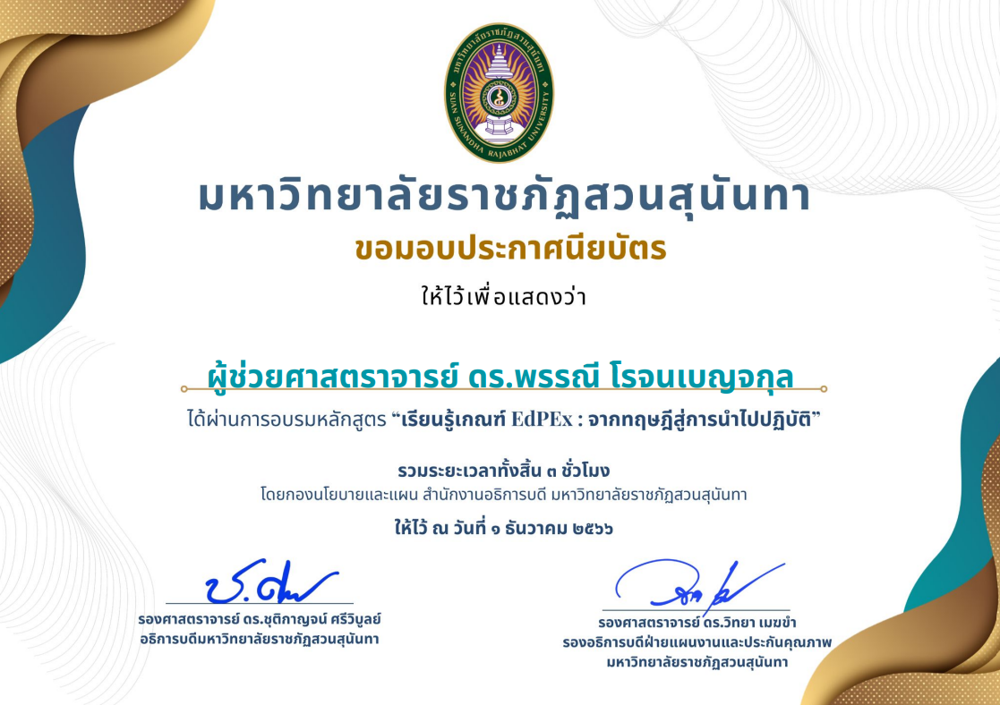 มหาวิทยาลัยราชภัฏสวนสุนันทา
SUAN SUNANDHA RAJABHAT UNIVERSITY
มหาวิทยาลัยราชภัฏสวนสุนันทา
ขอมอบประกาศนียบัตร
ให้ไว้เพื่อแสดงว่า
ผู้ช่วยศาสตราจารย์ ดร.พรรณี โรจนเบญจกุล
ได้ผ่านการอบรมหลักสูตร “เรียนรู้เกณฑ์ EdPEx : จากทฤษฎีสู่การนำไปปฏิบัติ”
รวมระยะเวลาทั้งสิ้น ๓ ชั่วโมง
โดยกองนโยบายและแผน สำนักงานอธิการบดี มหาวิทยาลัยราชภัฏสวนสุนันทา
ให้ไว้ ณ วันที่ ๑ ธันวาคม ๒๕๖๖
รองศาสตราจารย์ ดร.ชุติกาญจน์ ศรีวิบูลย์
อธิการบดีมหาวิทยาลัยราชภัฏสวนสุนันทา
รองศาสตราจารย์ ดร.วิทยา เมฆขำ
รองอธิการบดีฝ่ายแผนงานและประกันคุณภาพ
มหาวิทยาลัยราชภัฏสวนสุนันทา